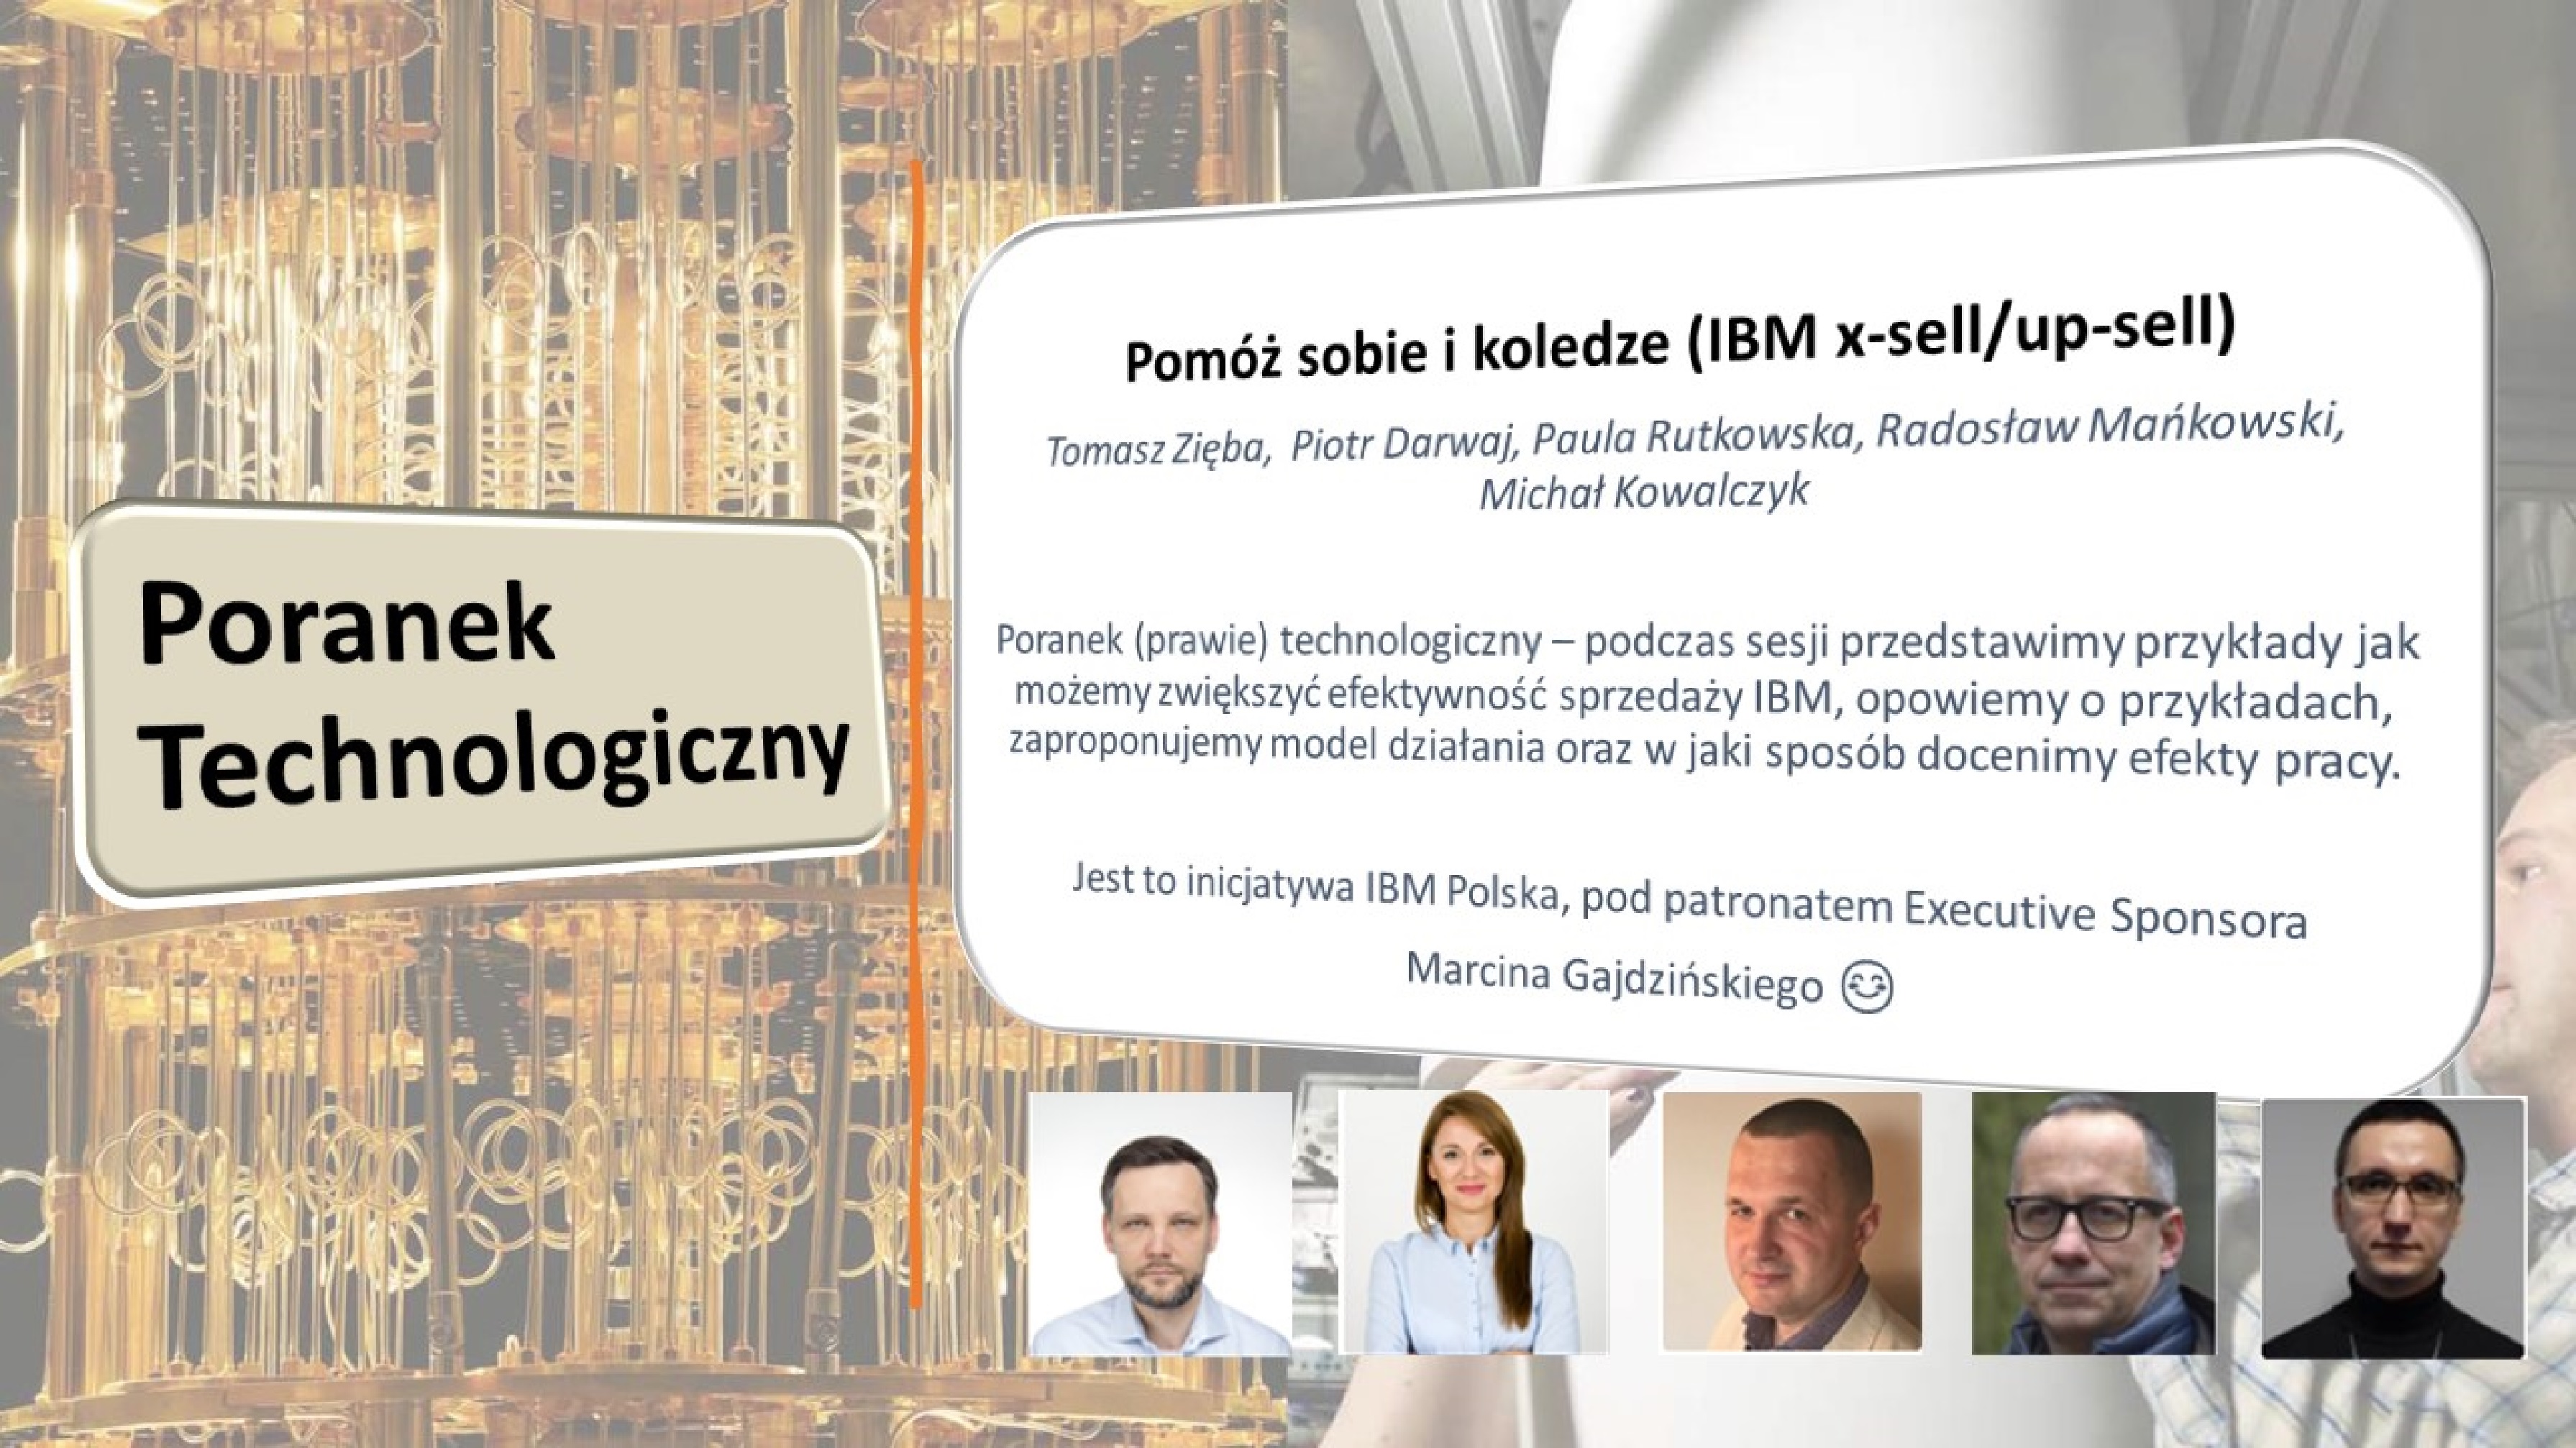 Poranek
Technologiczny
Pomóż sobie i koledze (IBM x-sell/up-sell)
Tomasz Zięba, Piotr Darwaj, Paula Rutkowska, Radosław Mańkowski,
Michał Kowalczyk
Poranek (prawie) technologiczny – podczas sesji przedstawimy przykłady jak
możemy zwiększyć efektywność sprzedaży IBM, opowiemy o przykładach,
zaproponujemy model działania oraz w jaki sposób docenimy efekty pracy.
Jest to inicjatywa IBM Polska, pod patronatem Executive Sponsora
Marcina Gajdzińskiego 😊